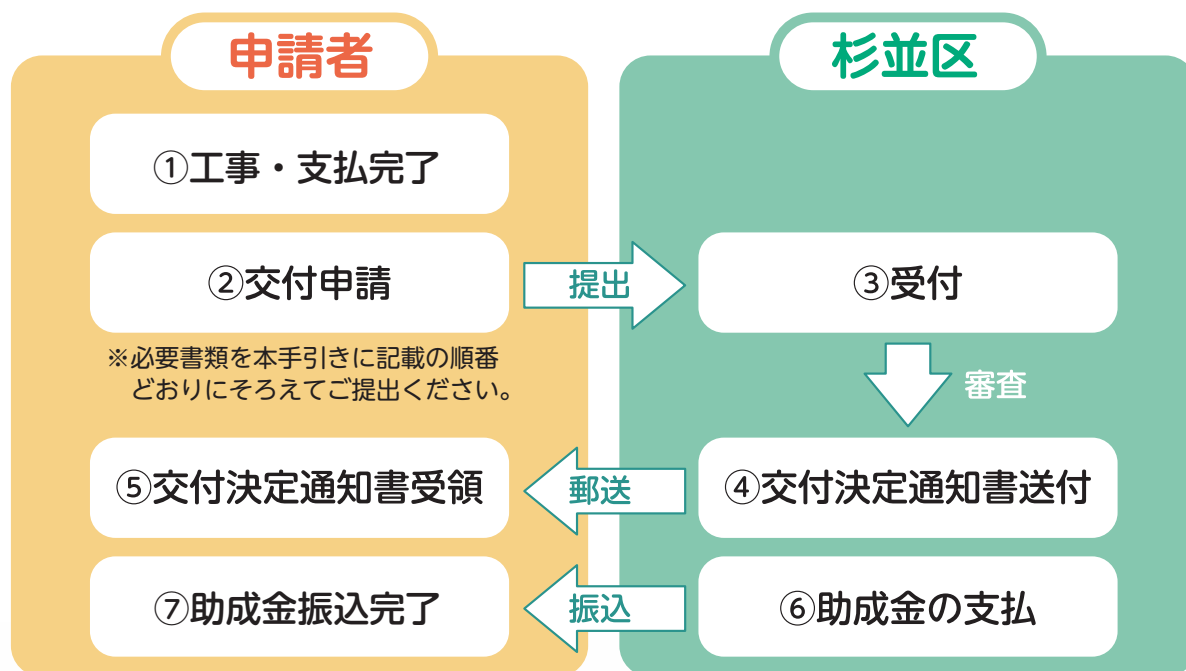 申請者
杉並区
①工事・支払完了
②交付申請
提出
③受付
※必要書類を本手引きに記載の順番
どおりにそろえてご提出ください。
審査
⑤交付決定通知書受領
郵送
④交付決定通知書送付
⑦助成金振込完了
振込
⑥助成金の支払